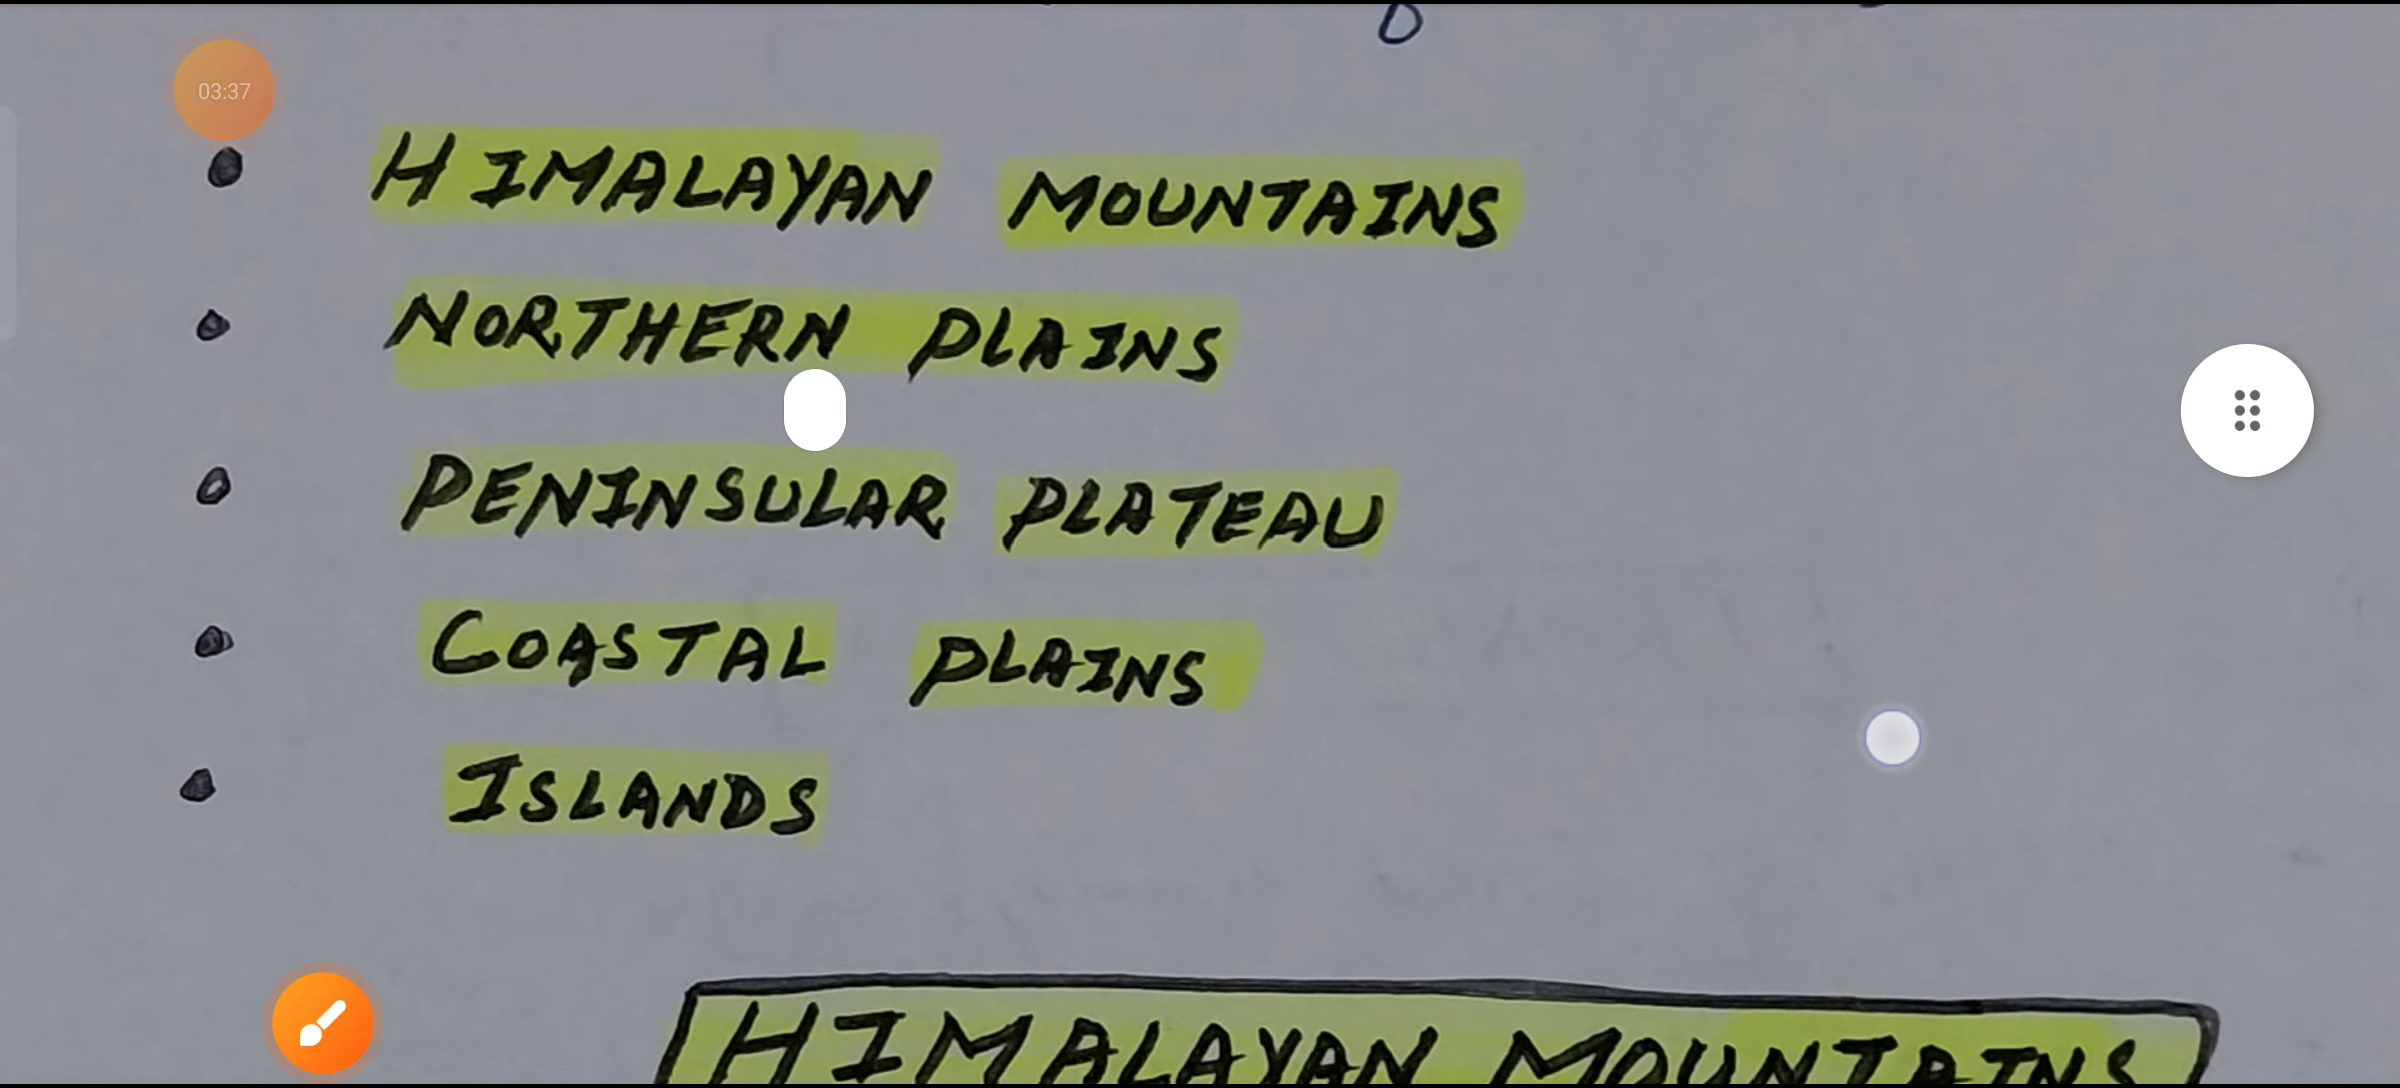 03:37
HIMALAYAN MOUNTAINS
NORTHERN PLAINS
PENINSULAR PLATEAU
COASTAL PLAINS
ISLANDS
HIMALAYAN MOUNTAINS